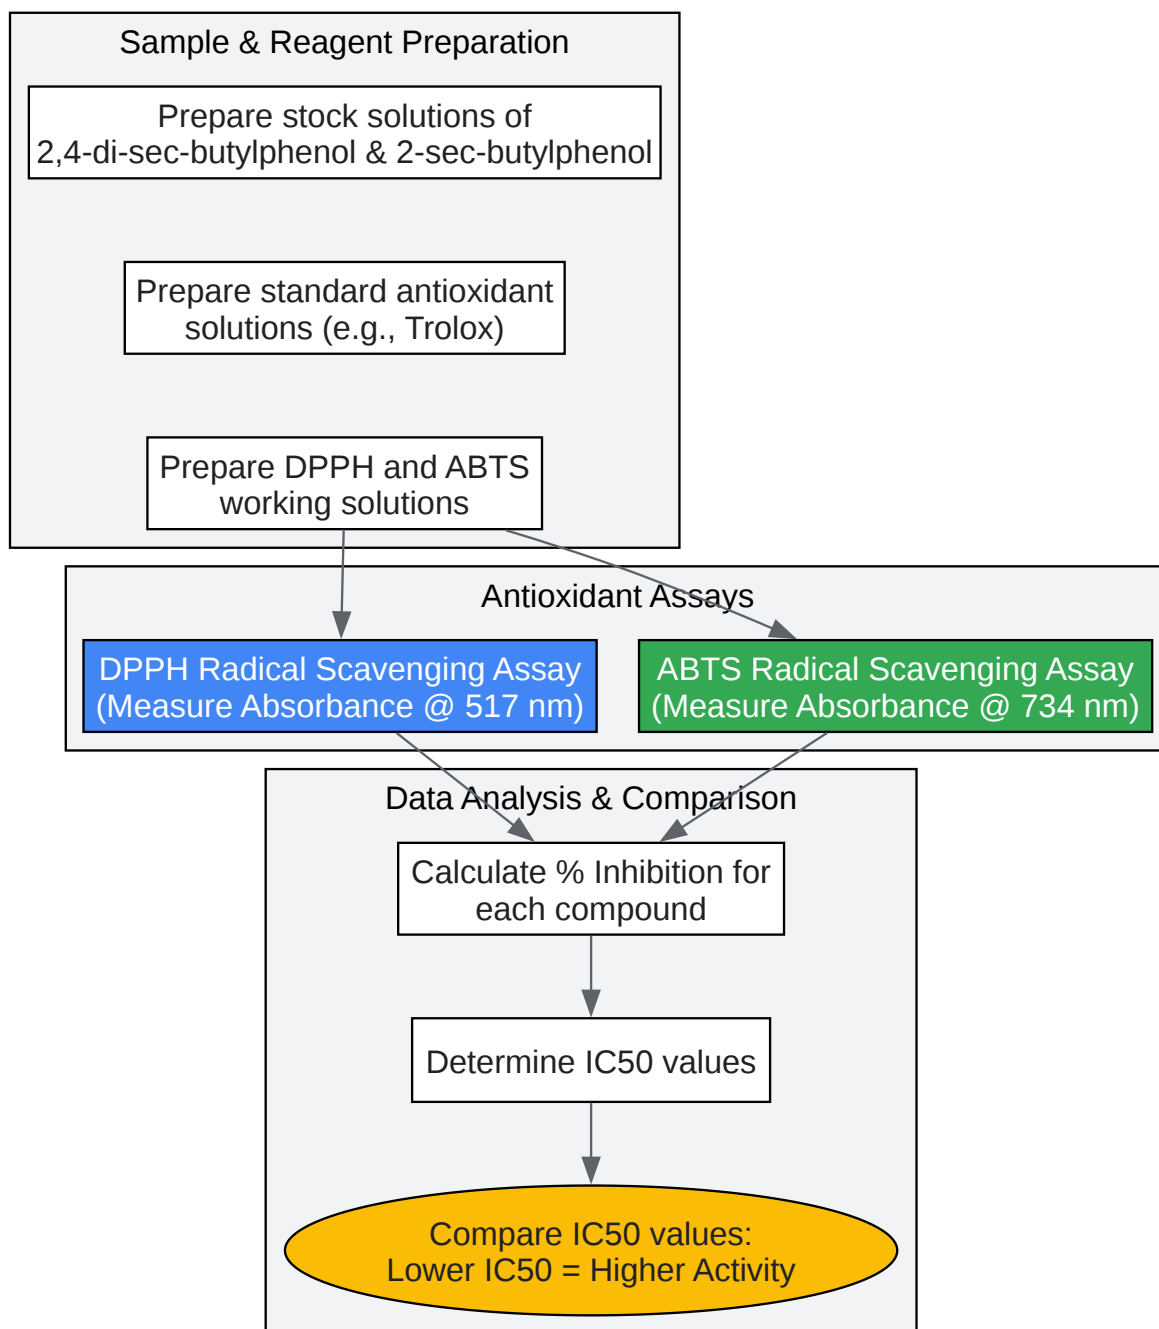 Sample & Reagent Preparation
Prepare stock solutions of
2,4-di-sec-butylphenol & 2-sec-butylphenol
Prepare standard antioxidant
solutions (e.g., Trolox)
Prepare DPPH and ABTS
working solutions
Antioxidant Assays
DPPH Radical Scavenging Assay
(Measure Absorbance @ 517 nm)
ABTS Radical Scavenging Assay
(Measure Absorbance @ 734 nm)
Data Analysis & Comparison
Calculate % Inhibition for
each compound
Determine IC50 values
Compare IC50 values:
Lower IC50 = Higher Activity